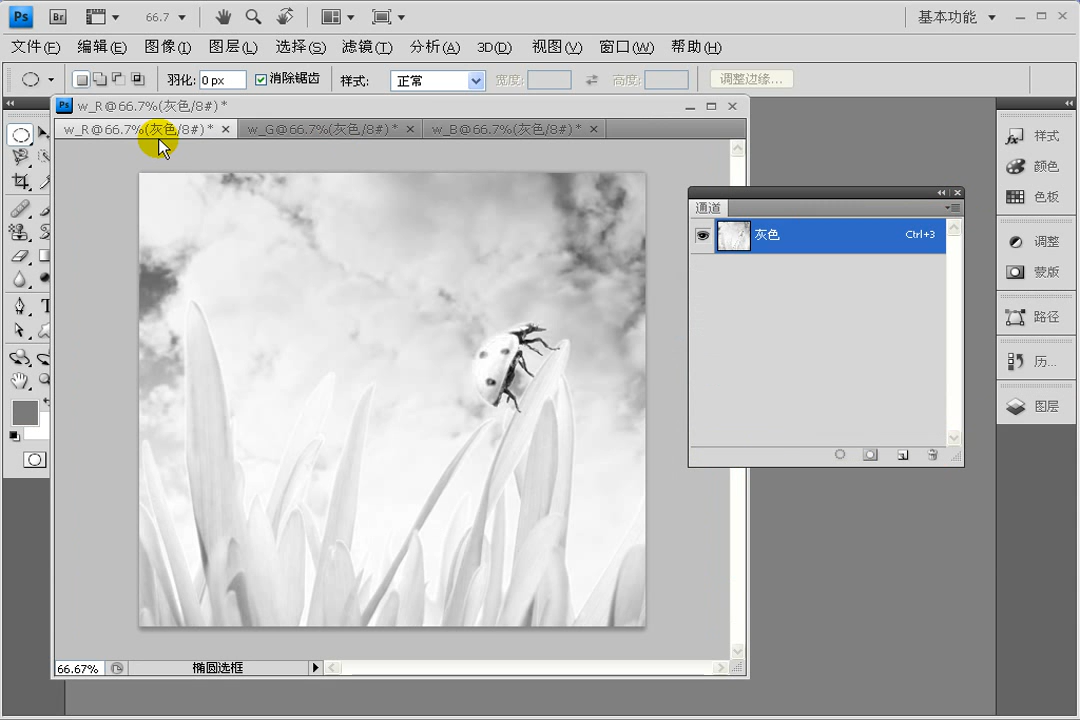 Ps Br 66.7 基本功能
文件(F) 编辑(E) 图像(I) 图层(L) 选择(S) 滤镜(T) 分析(A) 3D(D) 视图(V) 窗口(W) 帮助(H)
羽化: 0 px 消除锯齿 样式: 正常 宽度: 高度: 调整边缘...
Ps w_R@66.7%(灰色/8#)*
w_R@66.7%(灰色/8#)* w_G@66.7%(灰色/8#)* w_B@66.7%(灰色/8#)*
样式
颜色
色板
调整
蒙版
路径
历...
图层
通道
灰色 Ctrl+3
T
66.67% 椭圆选框